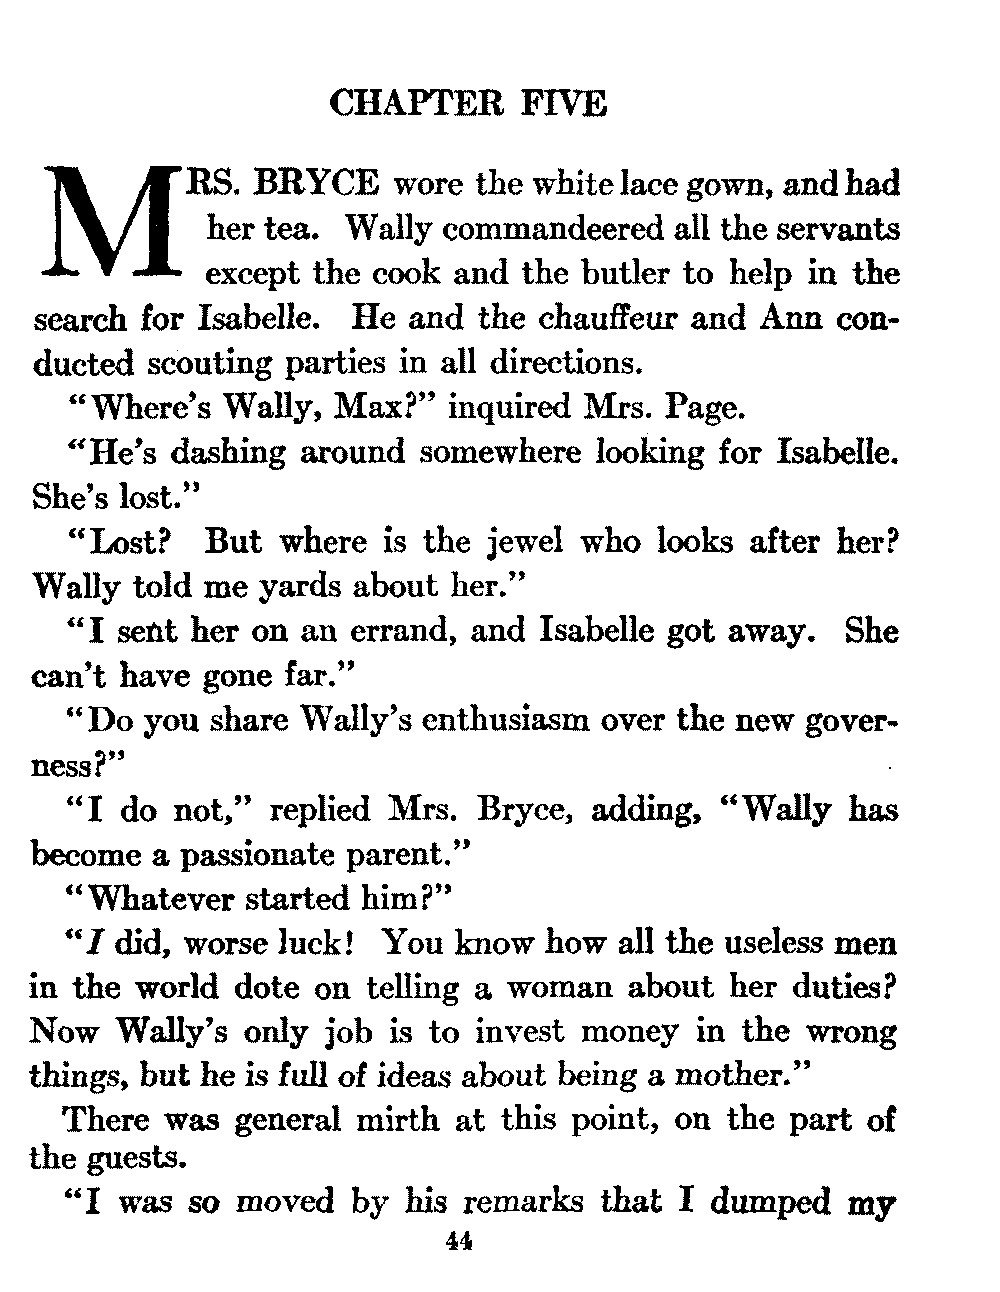 CHAPTER FIVE
MRS. BRYCE wore the white lace gown, and had
her tea. Wally commandeered all the servants
except the cook and the butler to help in the
search for Isabelle. He and the chauffeur and Ann con-
ducted scouting parties in all directions.
"Where's Wally, Max?" inquired Mrs. Page.
"He's dashing around somewhere looking for Isabelle.
She's lost."
"Lost? But where is the jewel who looks after her?
Wally told me yards about her."
"I sent her on an errand, and Isabelle got away. She
can't have gone far."
"Do you share Wally's enthusiasm over the new gover-
ness?"
"I do not," replied Mrs. Bryce, adding, "Wally has
become a passionate parent."
"Whatever started him?"
"I did, worse luck! You know how all the useless men
in the world dote on telling a woman about her duties?
Now Wally's only job is to invest money in the wrong
things, but he is full of ideas about being a mother."
There was general mirth at this point, on the part of
the guests.
"I was so moved by his remarks that I dumped my
44